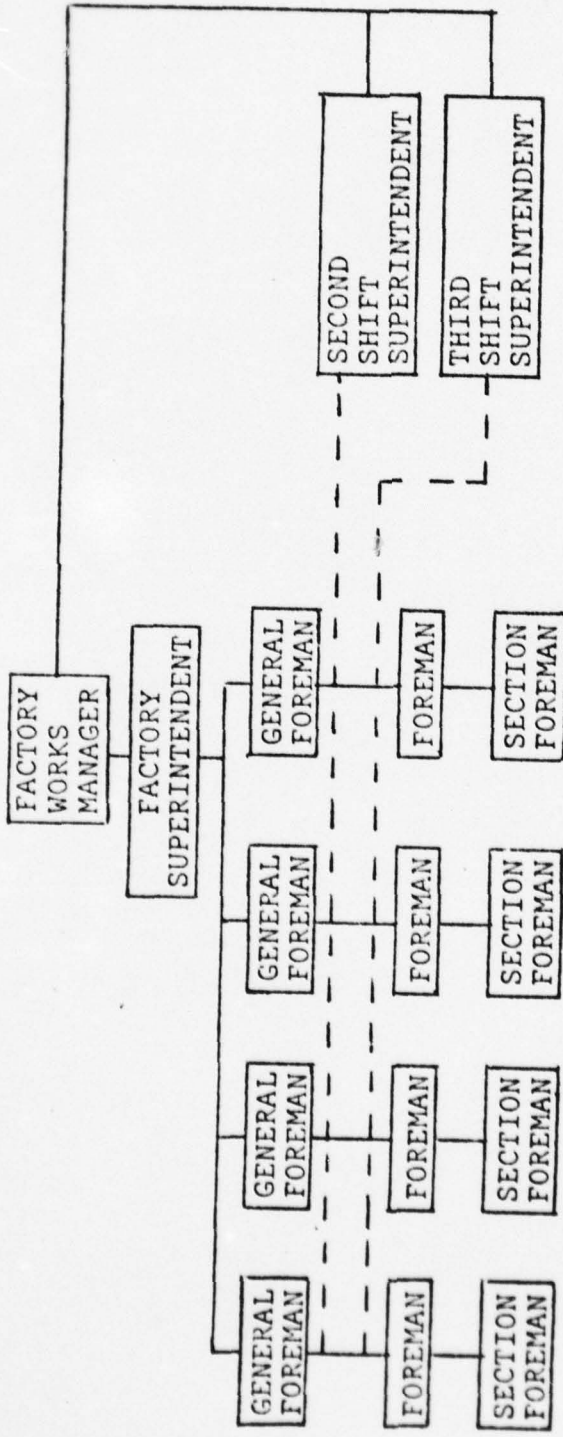 FACTORY
WORKS
MANAGER
FACTORY
SUPERINTENDENT
GENERAL
FOREMAN
GENERAL
FOREMAN
GENERAL
FOREMAN
GENERAL
FOREMAN
SECOND
SHIFT
SUPERINTENDENT
FOREMAN
FOREMAN
FOREMAN
FOREMAN
THIRD
SHIFT
SUPERINTENDENT
SECTION
FOREMAN
SECTION
FOREMAN
SECTION
FOREMAN
SECTION
FOREMAN